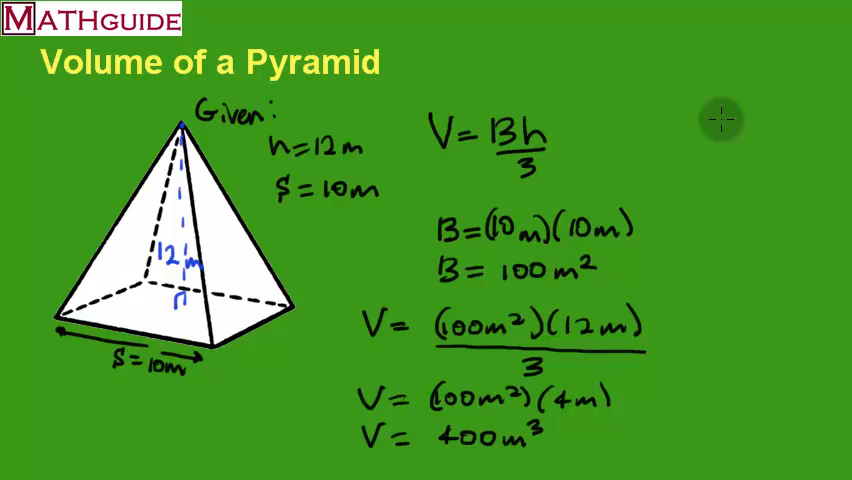 MATHGUIDE
Volume of a Pyramid
Given:
h = 12m
S = 10m
12 m
S = 10m
V = Bh/3
B = (10m)(10m)
B = 100m²
V = (100m²)(12m)/3
V = (100m²)(4m)
V = 400m³